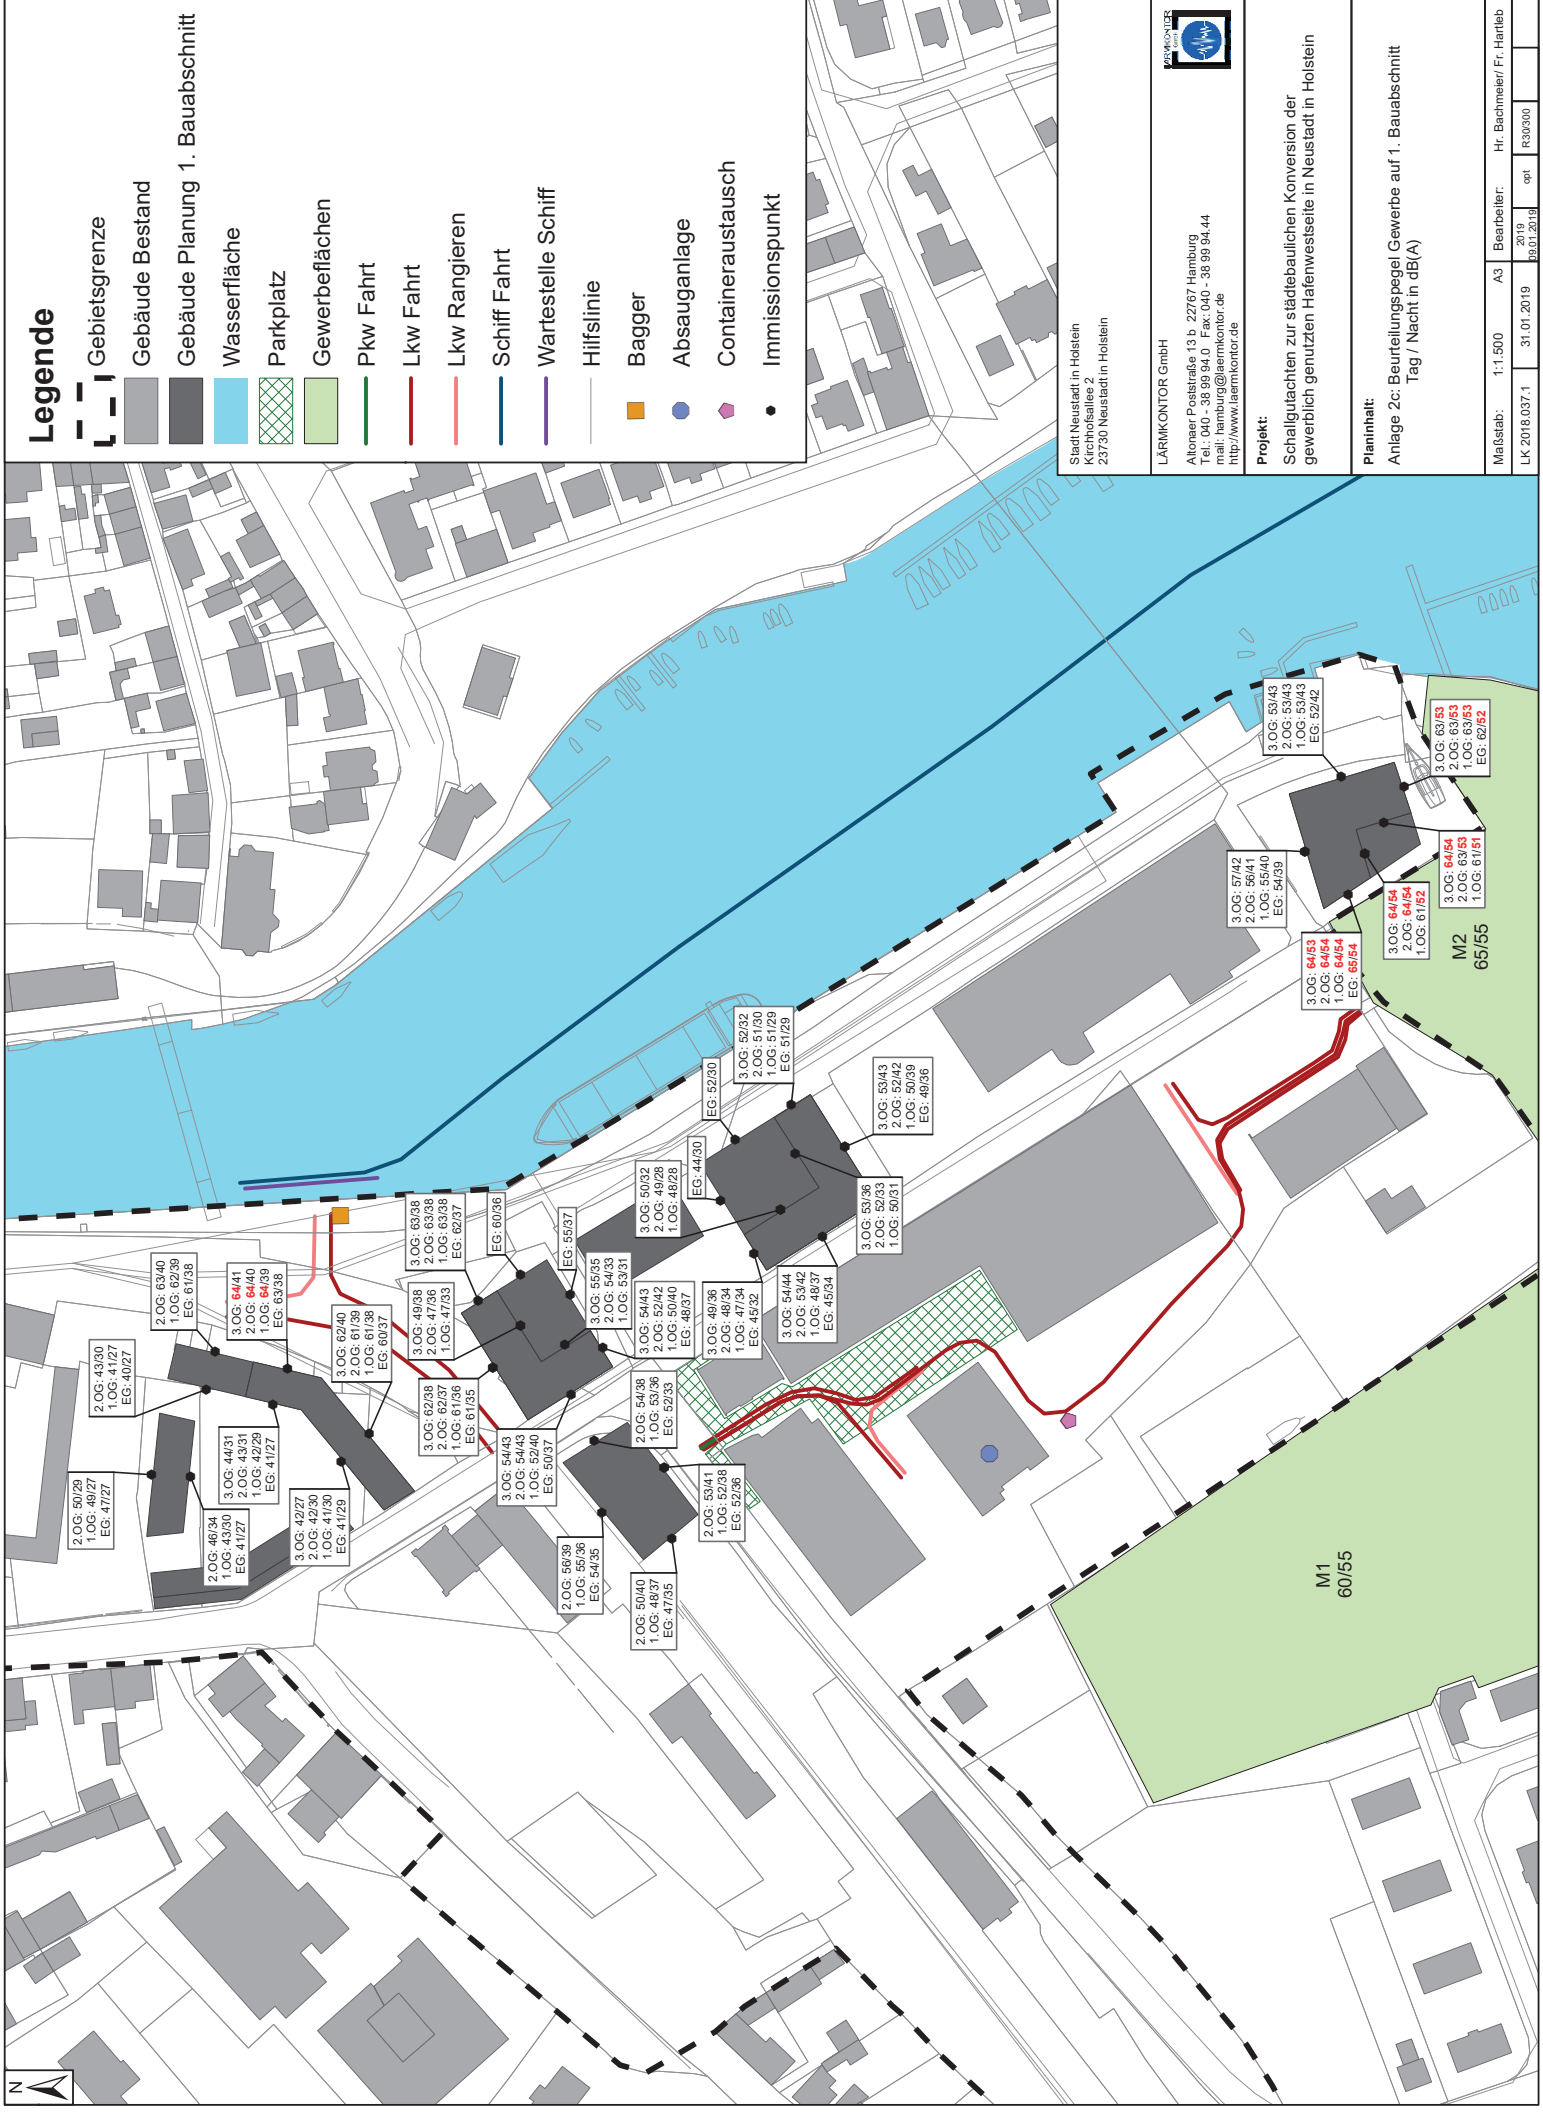 N
Legende
Gebietsgrenze
Gebäude Bestand
Gebäude Planung 1. Bauabschnitt
Wasserfläche
Parkplatz
Gewerbeflächen
Pkw Fahrt
Lkw Fahrt
Lkw Rangieren
Schiff Fahrt
Wartestelle Schiff
Hilfslinie
Bagger
Absauganlage
Containeraustausch
Immissionspunkt
2.OG: 50/29
1.OG: 49/27
EG: 47/27
2.OG: 43/30
1.OG: 41/27
EG: 40/27
2.OG: 63/40
1.OG: 62/39
EG: 61/38
2.OG: 46/34
1.OG: 43/30
EG: 41/27
3.OG: 44/31
2.OG: 43/31
1.OG: 42/29
EG: 41/27
3.OG: 64/41
2.OG: 64/40
1.OG: 64/39
EG: 63/38
3.OG: 42/27
2.OG: 42/30
1.OG: 41/30
EG: 41/29
3.OG: 62/40
2.OG: 61/39
1.OG: 61/38
EG: 60/37
3.OG: 63/38
2.OG: 63/38
1.OG: 63/38
EG: 62/37
3.OG: 49/38
2.OG: 47/36
1.OG: 47/33
3.OG: 62/38
2.OG: 62/37
1.OG: 61/36
EG: 61/35
EG: 60/36
3.OG: 54/43
2.OG: 54/43
1.OG: 52/40
EG: 50/37
EG: 55/37
3.OG: 55/35
2.OG: 54/33
1.OG: 53/31
2.OG: 56/39
1.OG: 55/36
EG: 54/35
2.OG: 50/40
1.OG: 48/37
EG: 47/35
2.OG: 54/38
1.OG: 53/36
EG: 52/33
3.OG: 54/43
2.OG: 52/42
1.OG: 50/40
EG: 48/37
3.OG: 50/32
2.OG: 49/28
1.OG: 48/28
EG: 44/30
EG: 52/30
2.OG: 53/41
1.OG: 52/38
EG: 52/36
3.OG: 49/36
2.OG: 48/34
1.OG: 47/34
EG: 45/32
3.OG: 52/32
2.OG: 51/30
1.OG: 51/29
EG: 51/29
3.OG: 54/44
2.OG: 53/42
1.OG: 48/37
EG: 45/34
3.OG: 53/36
2.OG: 52/33
1.OG: 50/31
3.OG: 53/43
2.OG: 52/42
1.OG: 50/39
EG: 49/36
3.OG: 57/42
2.OG: 56/41
1.OG: 55/40
EG: 54/39
3.OG: 53/43
2.OG: 53/43
1.OG: 53/43
EG: 52/42
3.OG: 64/53
2.OG: 64/54
1.OG: 64/54
EG: 65/54
3.OG: 64/54
2.OG: 64/54
1.OG: 61/52
3.OG: 64/54
2.OG: 63/53
1.OG: 61/51
3.OG: 63/53
2.OG: 63/53
1.OG: 63/53
EG: 62/52
M1
60/55
M2
65/55
Stadt Neustadt in Holstein
Kirchhofsallee 2
23730 Neustadt in Holstein
LÄRMKONTOR GmbH
Altonaer Poststraße 13 b 22767 Hamburg
Tel.: 040 - 38 99 94.0 Fax: 040 - 38 99 94.44
mail: hamburg@laermkontor.de
http://www.laermkontor.de
LÄRMKONTOR
GmbH
Projekt:
Schallgutachten zur städtebaulichen Konversion der
gewerblich genutzten Hafenwestseite in Neustadt in Holstein
Planinhalt:
Anlage 2c: Beurteilungspegel Gewerbe auf 1. Bauabschnitt
Tag / Nacht in dB(A)
Maßstab: 1:1.500 A3 Bearbeiter: Hr. Bachmeier/ Fr. Hartleb
LK 2018.037.1 31.01.2019 2019 09.01.2019 opt R30/300